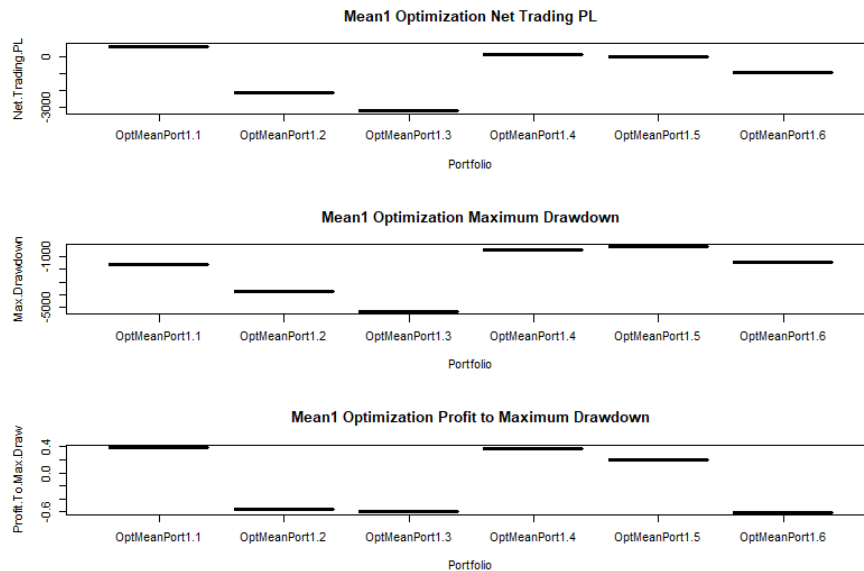 Mean1 Optimization Net Trading PL
Net.Trading.PL
0
-3000
OptMeanPort1.1 OptMeanPort1.2 OptMeanPort1.3 OptMeanPort1.4 OptMeanPort1.5 OptMeanPort1.6
Portfolio
Mean1 Optimization Maximum Drawdown
Max.Drawdown
-1000
-5000
OptMeanPort1.1 OptMeanPort1.2 OptMeanPort1.3 OptMeanPort1.4 OptMeanPort1.5 OptMeanPort1.6
Portfolio
Mean1 Optimization Profit to Maximum Drawdown
Profit.To.Max.Draw
0.4
0.0
-0.6
OptMeanPort1.1 OptMeanPort1.2 OptMeanPort1.3 OptMeanPort1.4 OptMeanPort1.5 OptMeanPort1.6
Portfolio